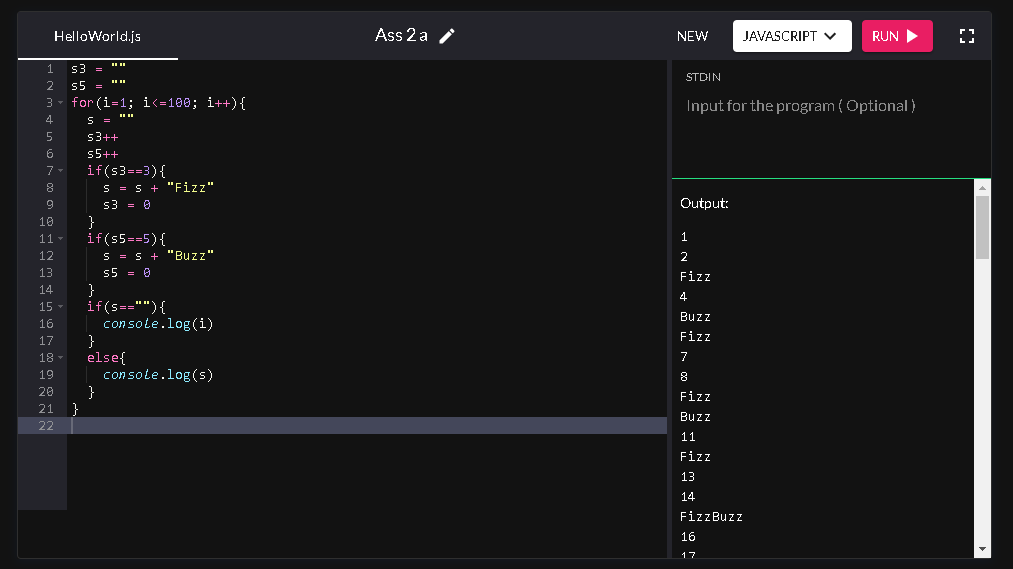 HelloWorld.js
Ass 2 a
NEW
JAVASCRIPT
RUN
1 s3 = ""
2 s5 = ""
3 for(i=1; i<=100; i++){
4   s = ""
5   s3++
6   s5++
7   if(s3==3){
8     s = s + "Fizz"
9     s3 = 0
10   }
11   if(s5==5){
12     s = s + "Buzz"
13     s5 = 0
14   }
15   if(s==""){
16     console.log(i)
17   }
18   else{
19     console.log(s)
20   }
21 }
22
STDIN
Input for the program ( Optional )
Output:
1
2
Fizz
4
Buzz
Fizz
7
8
Fizz
Buzz
11
Fizz
13
14
FizzBuzz
16
17